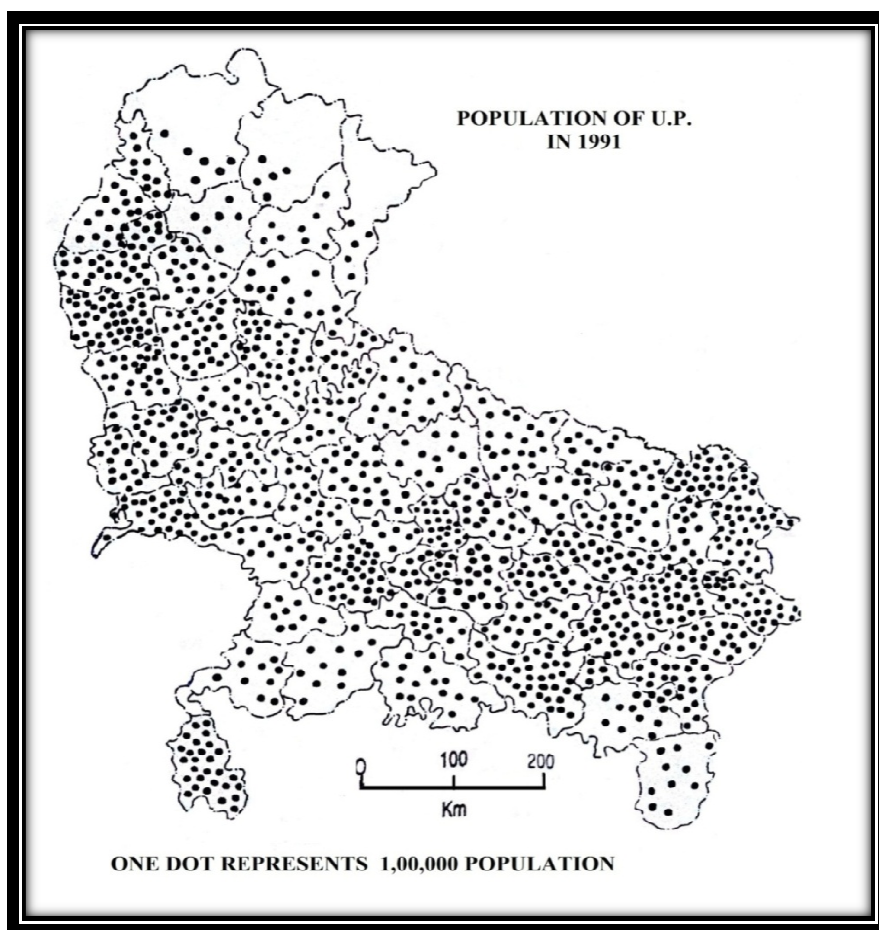 POPULATION OF U.P.
IN 1991
0 100 200
Km
ONE DOT REPRESENTS 1,00,000 POPULATION